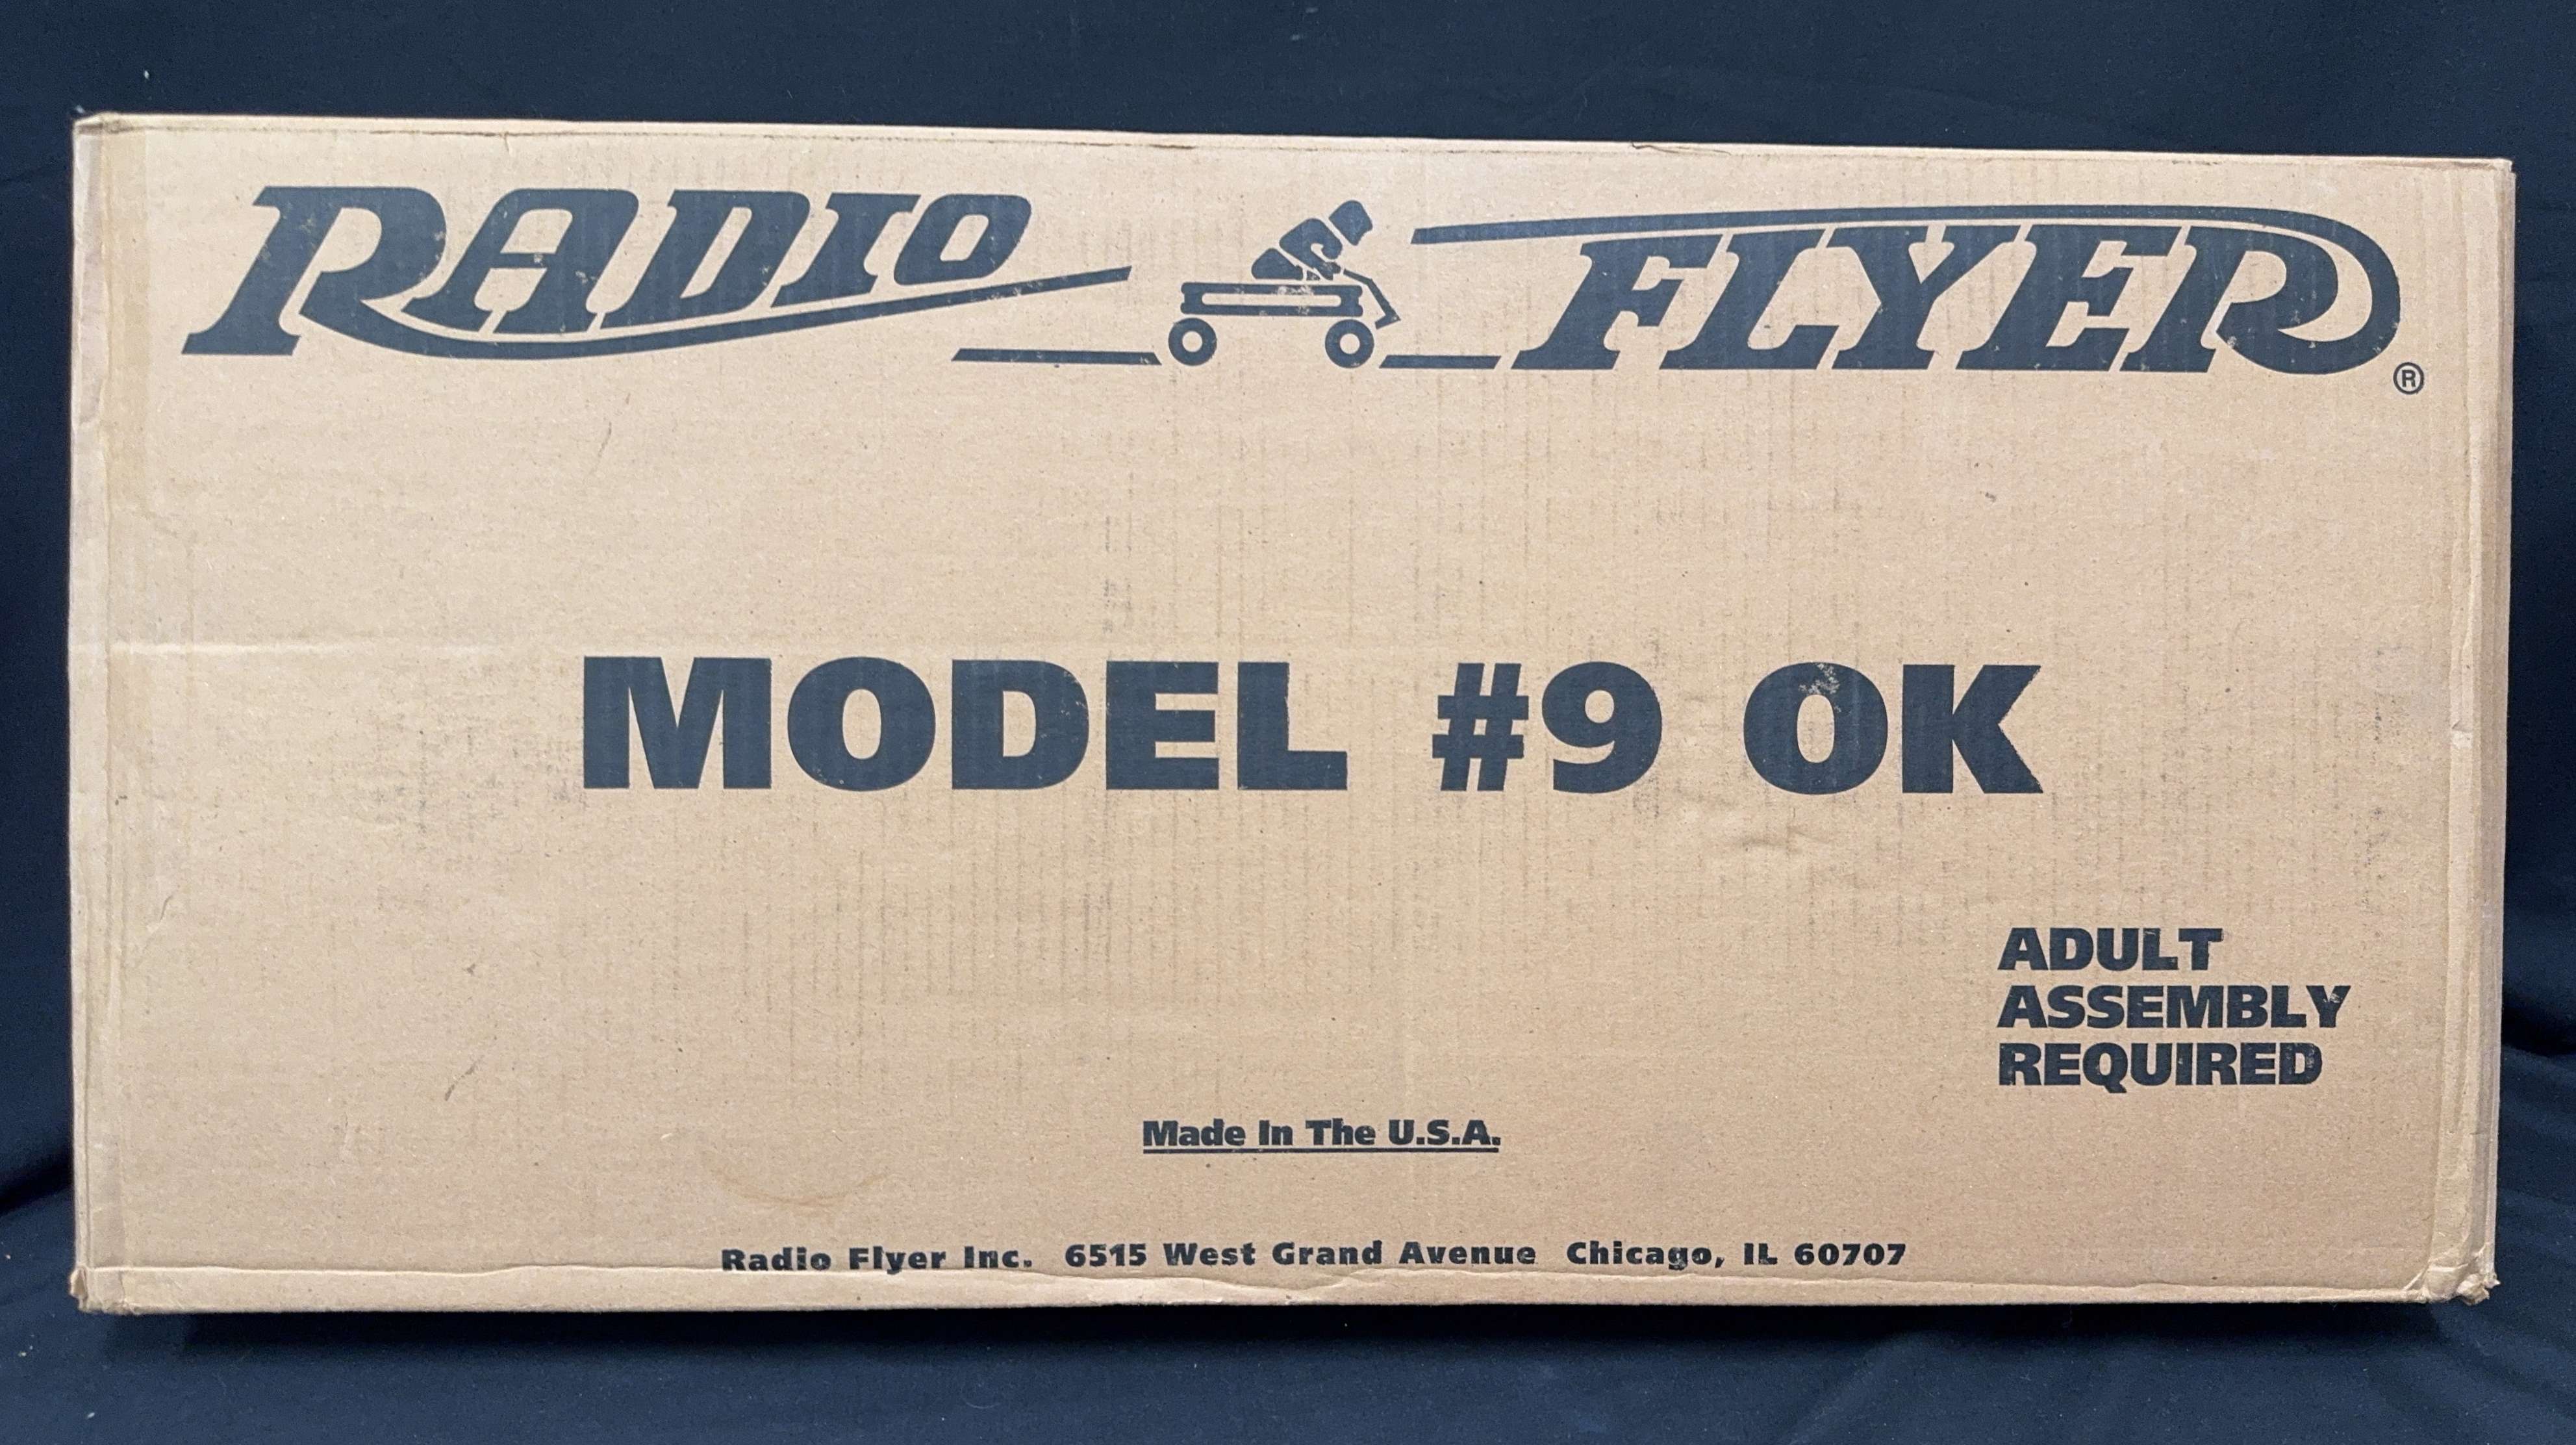 RADIO FLYER®
MODEL #9 OK
ADULT
ASSEMBLY
REQUIRED
Made In The U.S.A.
Radio Flyer Inc. 6515 West Grand Avenue Chicago, IL 60707